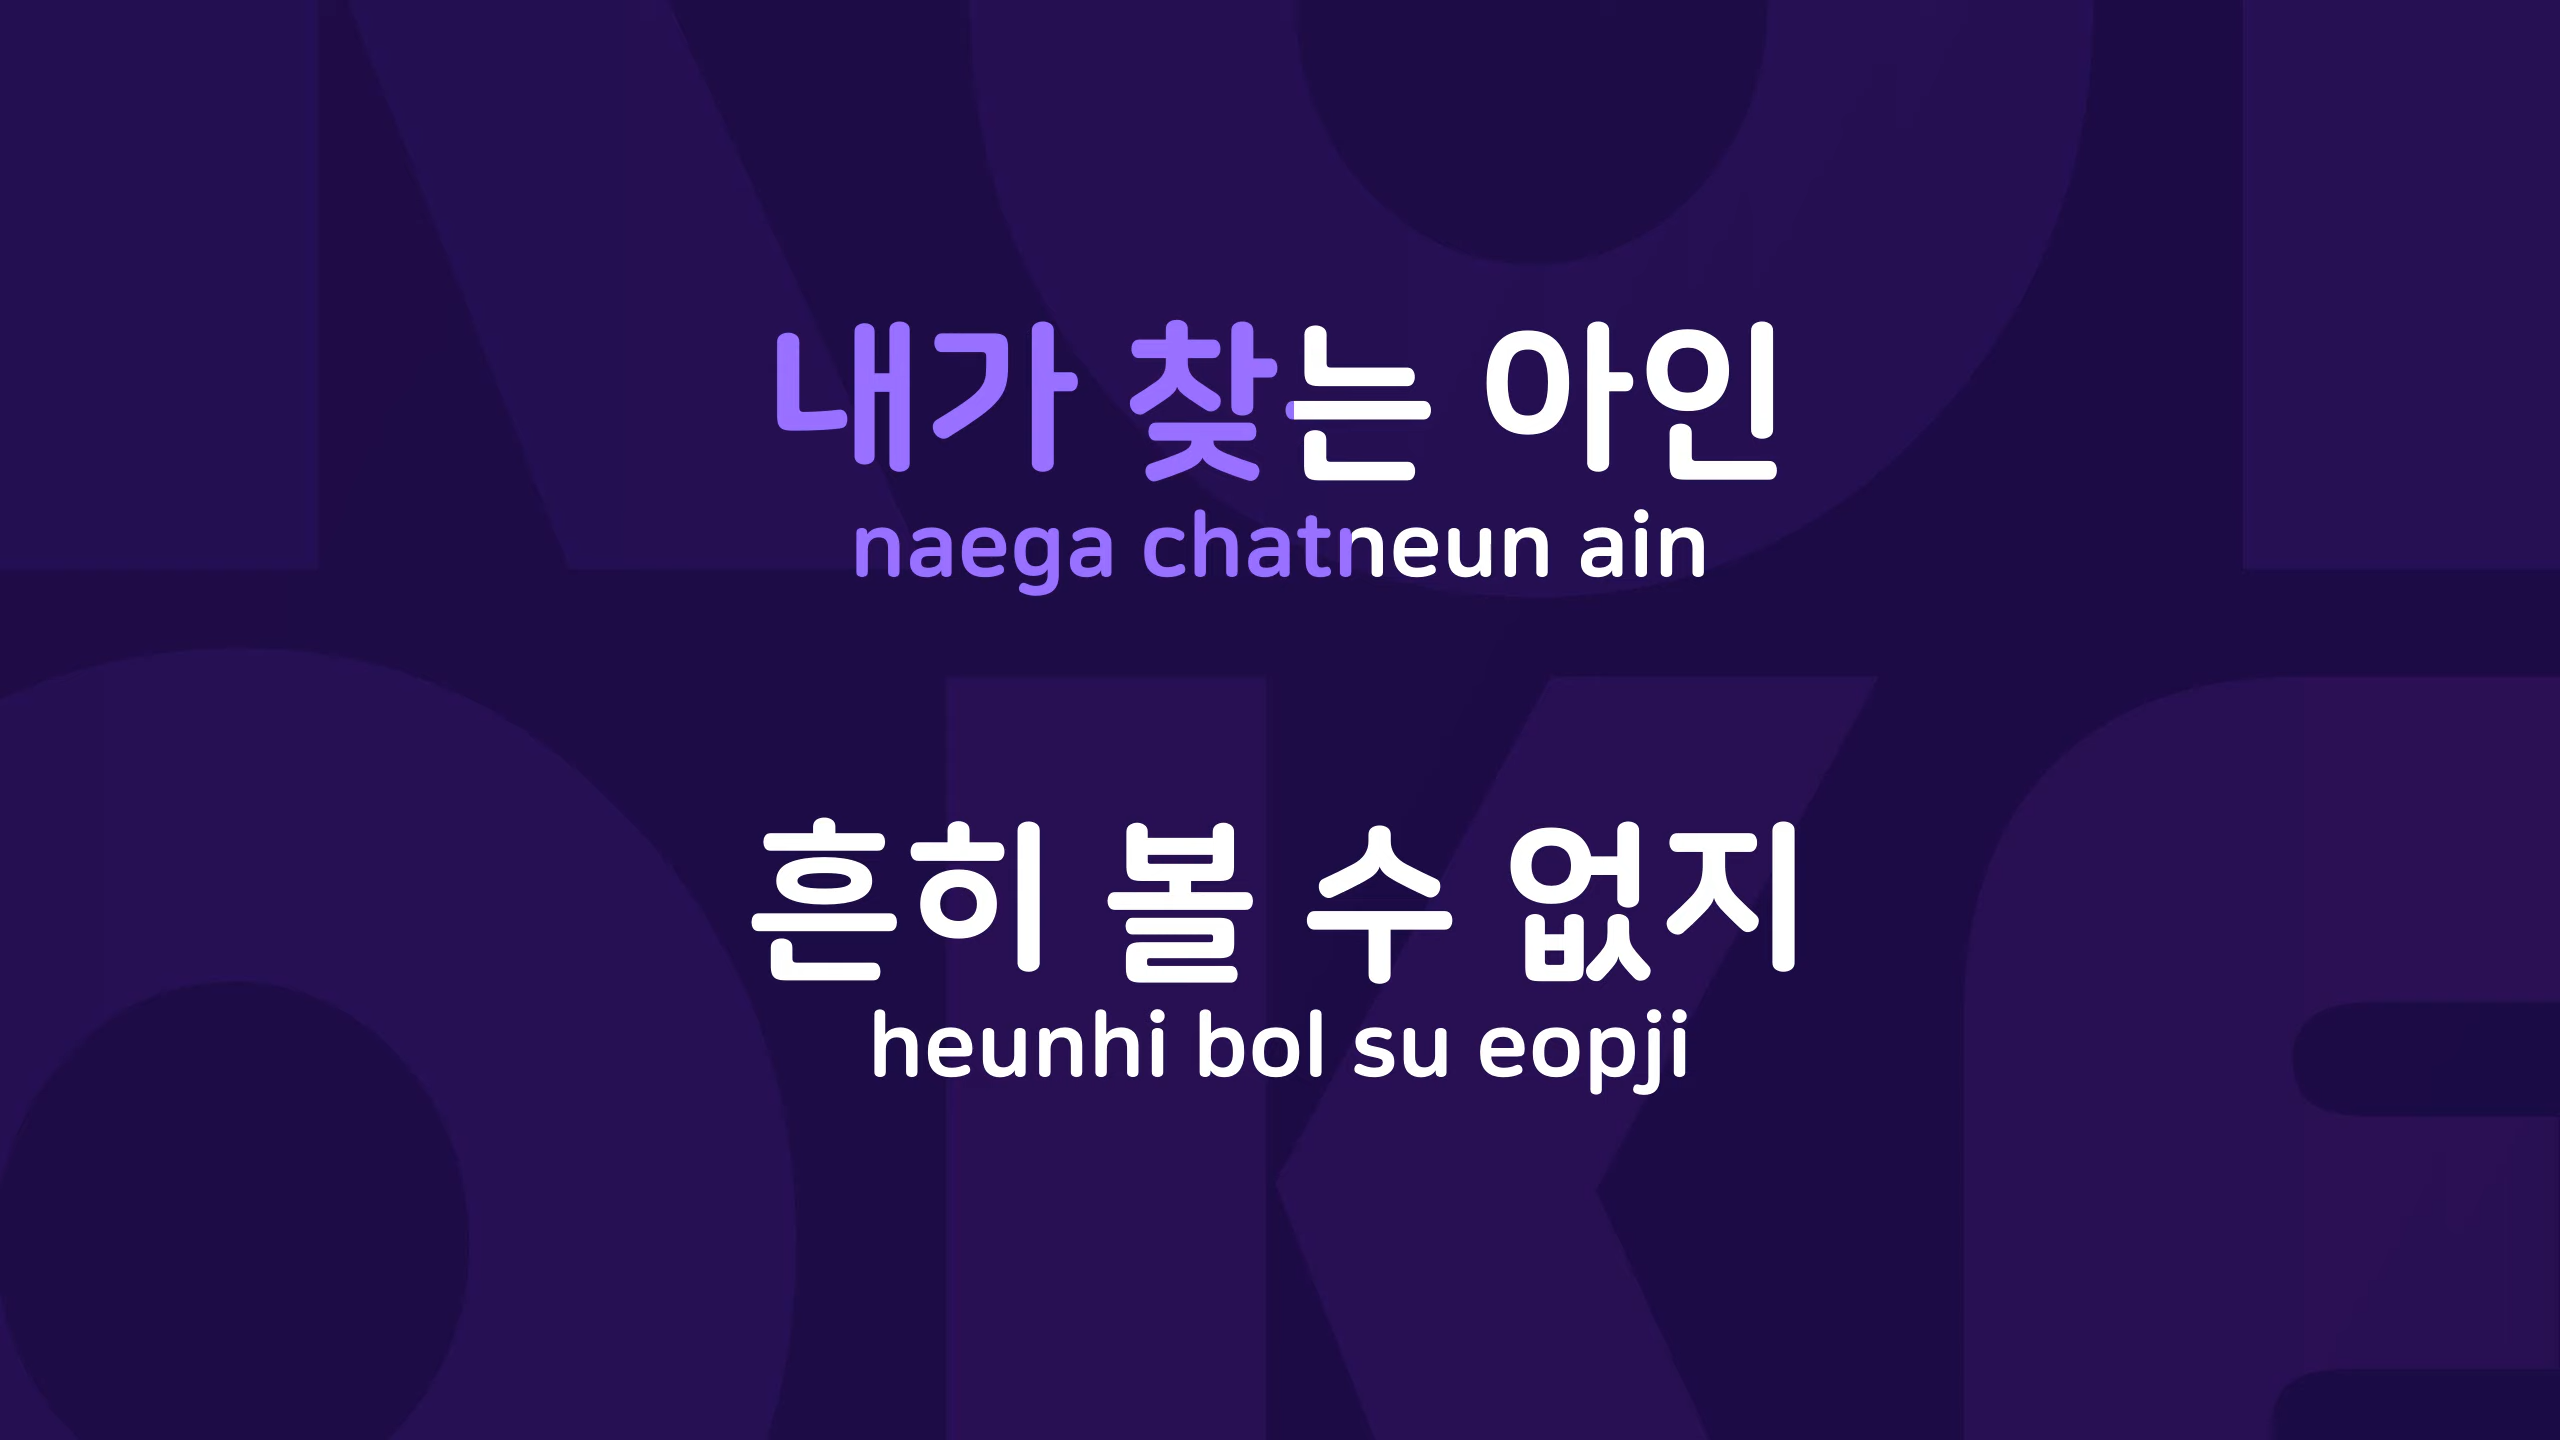 내가 찾는 아인
naega chatneun ain
흔히 볼 수 없지
heunhi bol su eopji